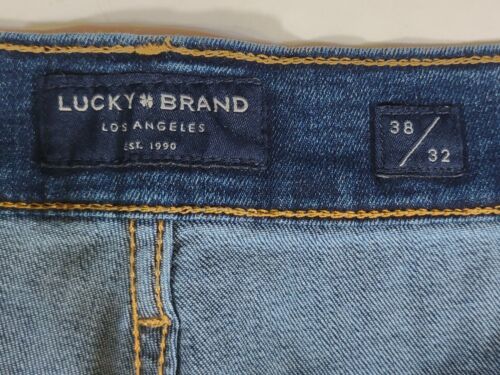 LUCKY BRAND
LOS ANGELES
EST. 1990
38/32